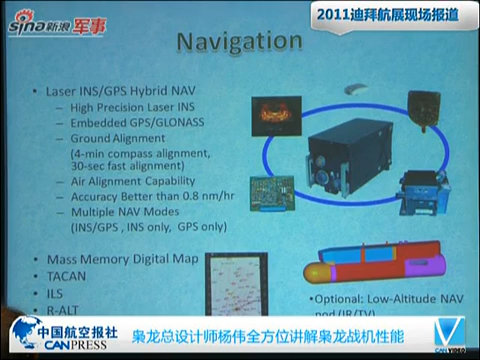 sina新浪 军事
2011迪拜航展现场报道
Navigation
• Laser INS/GPS Hybrid NAV
– High Precision Laser INS
– Embedded GPS/GLONASS
– Ground Alignment
(4-min compass alignment,
30-sec fast alignment)
– Air Alignment Capability
– Accuracy Better than 0.8 nm/hr
– Multiple NAV Modes
(INS/GPS , INS only, GPS only)
• Mass Memory Digital Map
• TACAN
• ILS
• R-ALT
• Optional: Low-Altitude NAV
pod (IR/TV)
中国航空报社
CANPRESS
枭龙总设计师杨伟全方位讲解枭龙战机性能
CANVIDEO